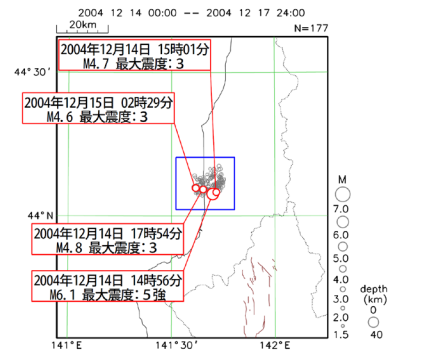 2004 12 14 00:00 -- 2004 12 17 24:00
20km
N=177
2004年12月14日 15時01分
M4.7 最大震度:3
44°30'
2004年12月15日 02時29分
M4.6 最大震度:3
44°N
2004年12月14日 17時54分
M4.8 最大震度:3
2004年12月14日 14時56分
M6.1 最大震度:5強
141°E
141°30'
142°E
M
7.0
6.0
5.0
4.0
3.0
2.0
1.5
depth
(km)
0
40